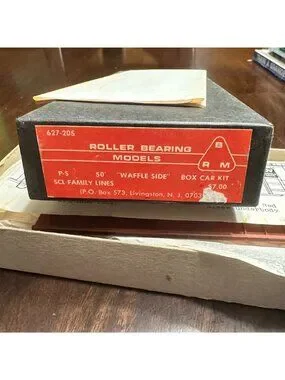 627-205
ROLLER BEARING
MODELS
B
R M
P-S 50' "WAFFLE SIDE" BOX CAR KIT
SCL FAMILY LINES $7.00
(P.O. Box 573, Livingston, N. J. 070